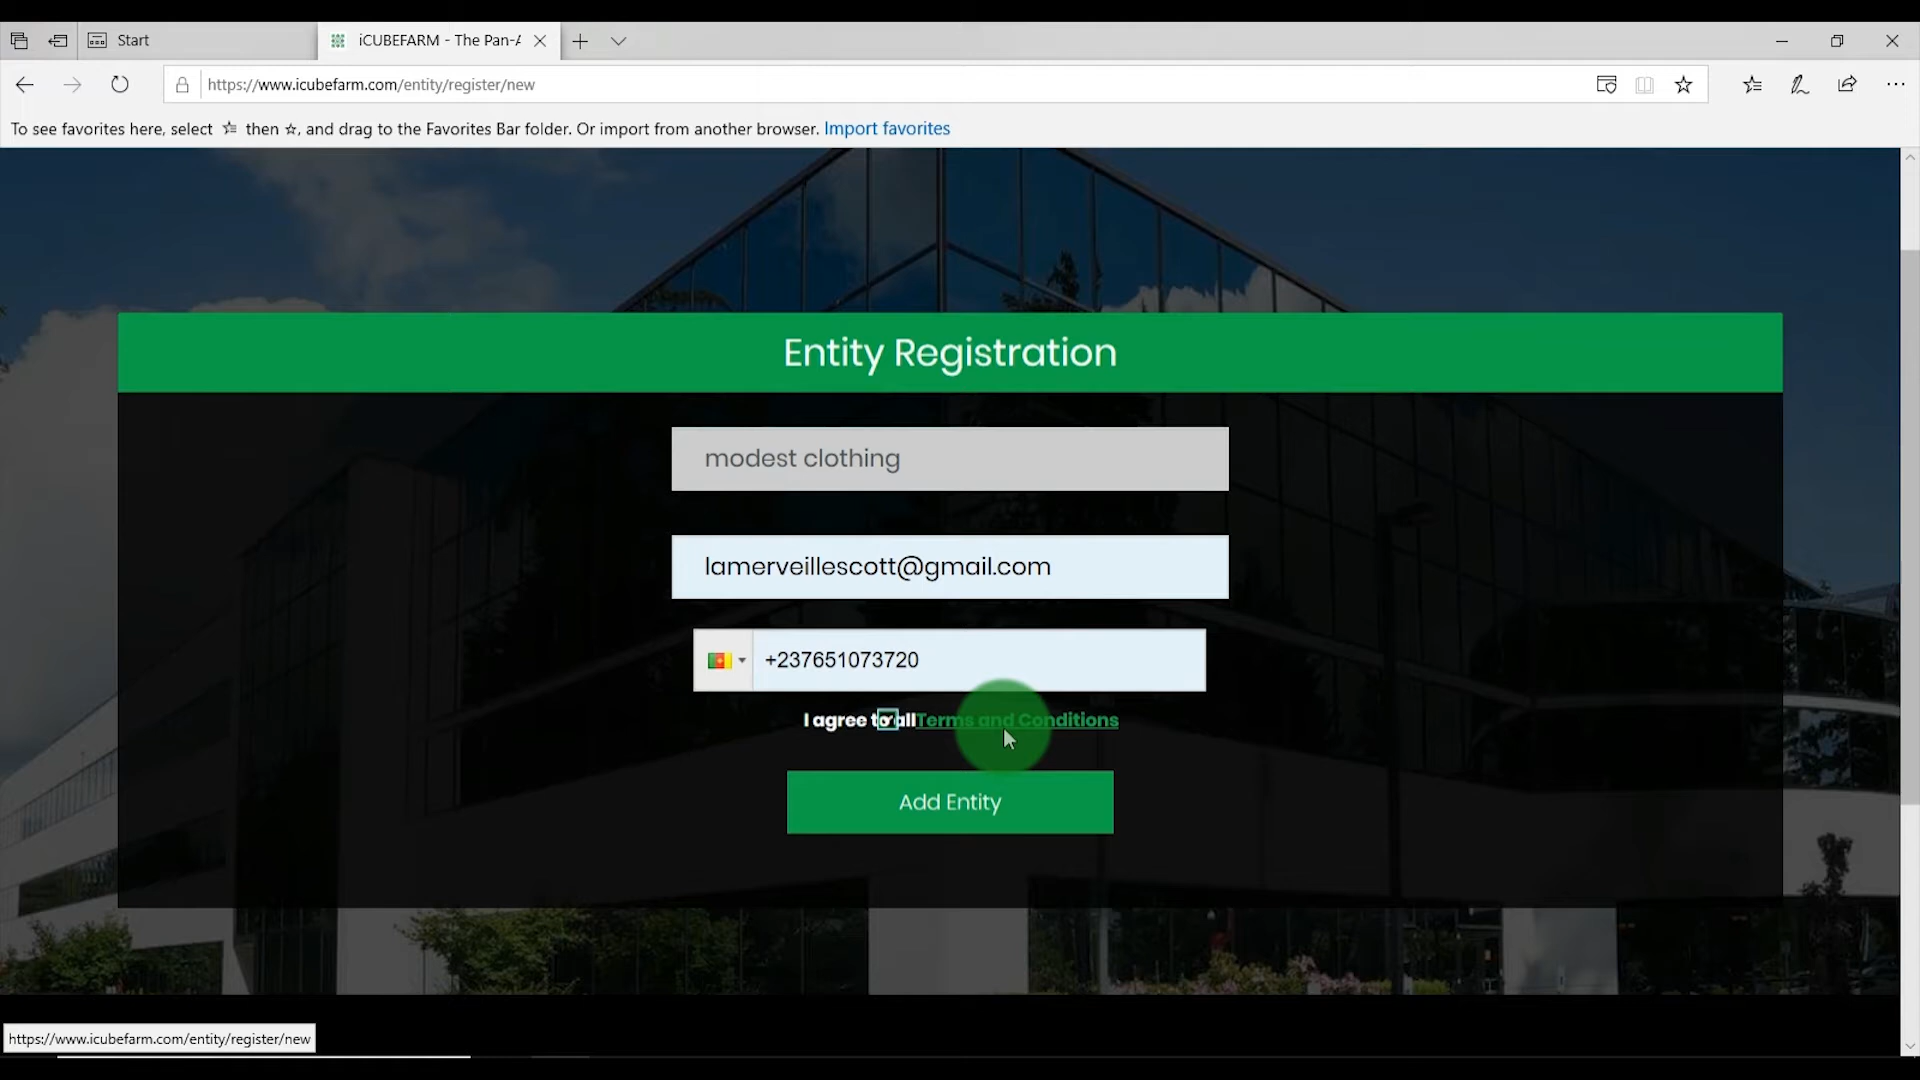 Start
iCUBEFARM - The Pan-A
https://www.icubefarm.com/entity/register/new
To see favorites here, select then , and drag to the Favorites Bar folder. Or import from another browser. Import favorites
Entity Registration
modest clothing
lamerveillescott@gmail.com
+237651073720
I agree to all Terms and Conditions
Add Entity
https://www.icubefarm.com/entity/register/new